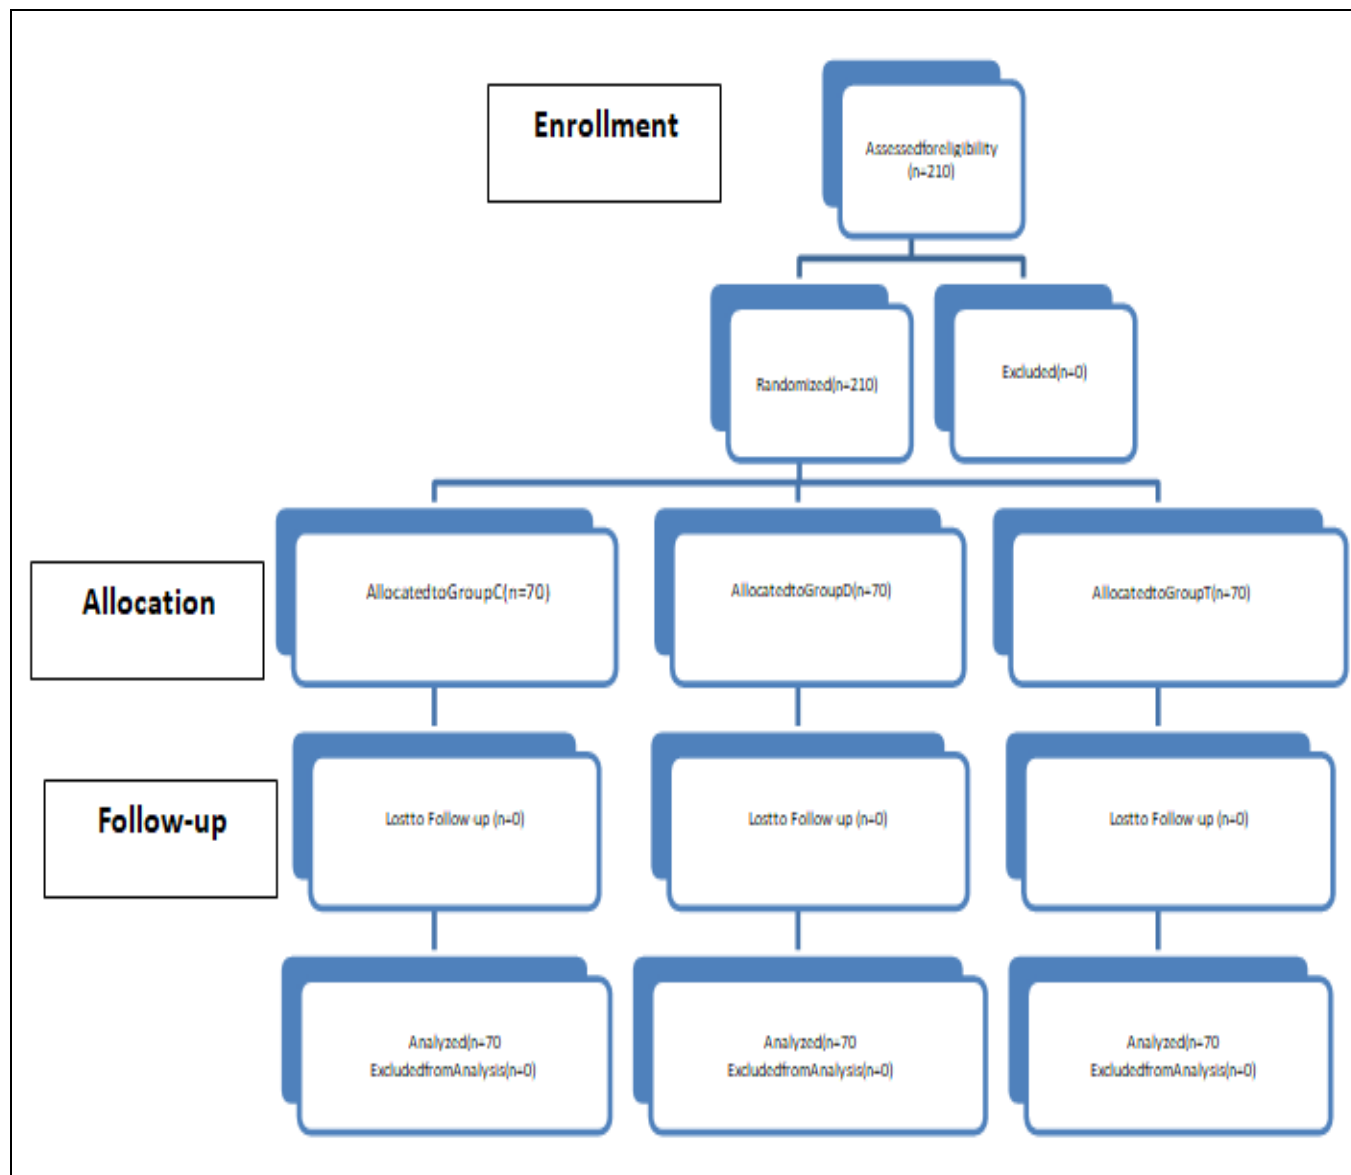 Enrollment
Assessedforeligibility
(n=210)
Randomized(n=210)
Excluded(n=0)
Allocation
AllocatedtoGroupC(n=70)
AllocatedtoGroupD(n=70)
AllocatedtoGroupT(n=70)
Follow-up
Lostto Follow-up (n=0)
Lostto Follow-up (n=0)
Lostto Follow-up (n=0)
Analyzed(n=70
ExcludedfromAnalysis(n=0)
Analyzed(n=70
ExcludedfromAnalysis(n=0)
Analyzed(n=70
ExcludedfromAnalysis(n=0)